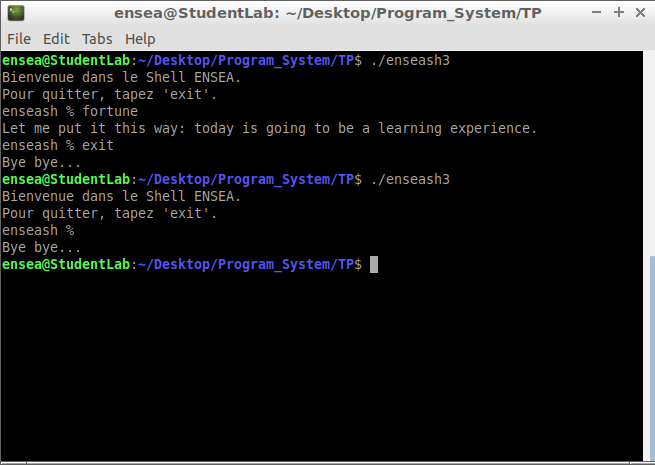 ensea@StudentLab: ~/Desktop/Program_System/TP
File Edit Tabs Help
ensea@StudentLab:~/Desktop/Program_System/TP$ ./enseash3
Bienvenue dans le Shell ENSEA.
Pour quitter, tapez 'exit'.
enseash % fortune
Let me put it this way: today is going to be a learning experience.
enseash % exit
Bye bye...
ensea@StudentLab:~/Desktop/Program_System/TP$ ./enseash3
Bienvenue dans le Shell ENSEA.
Pour quitter, tapez 'exit'.
enseash %
Bye bye...
ensea@StudentLab:~/Desktop/Program_System/TP$